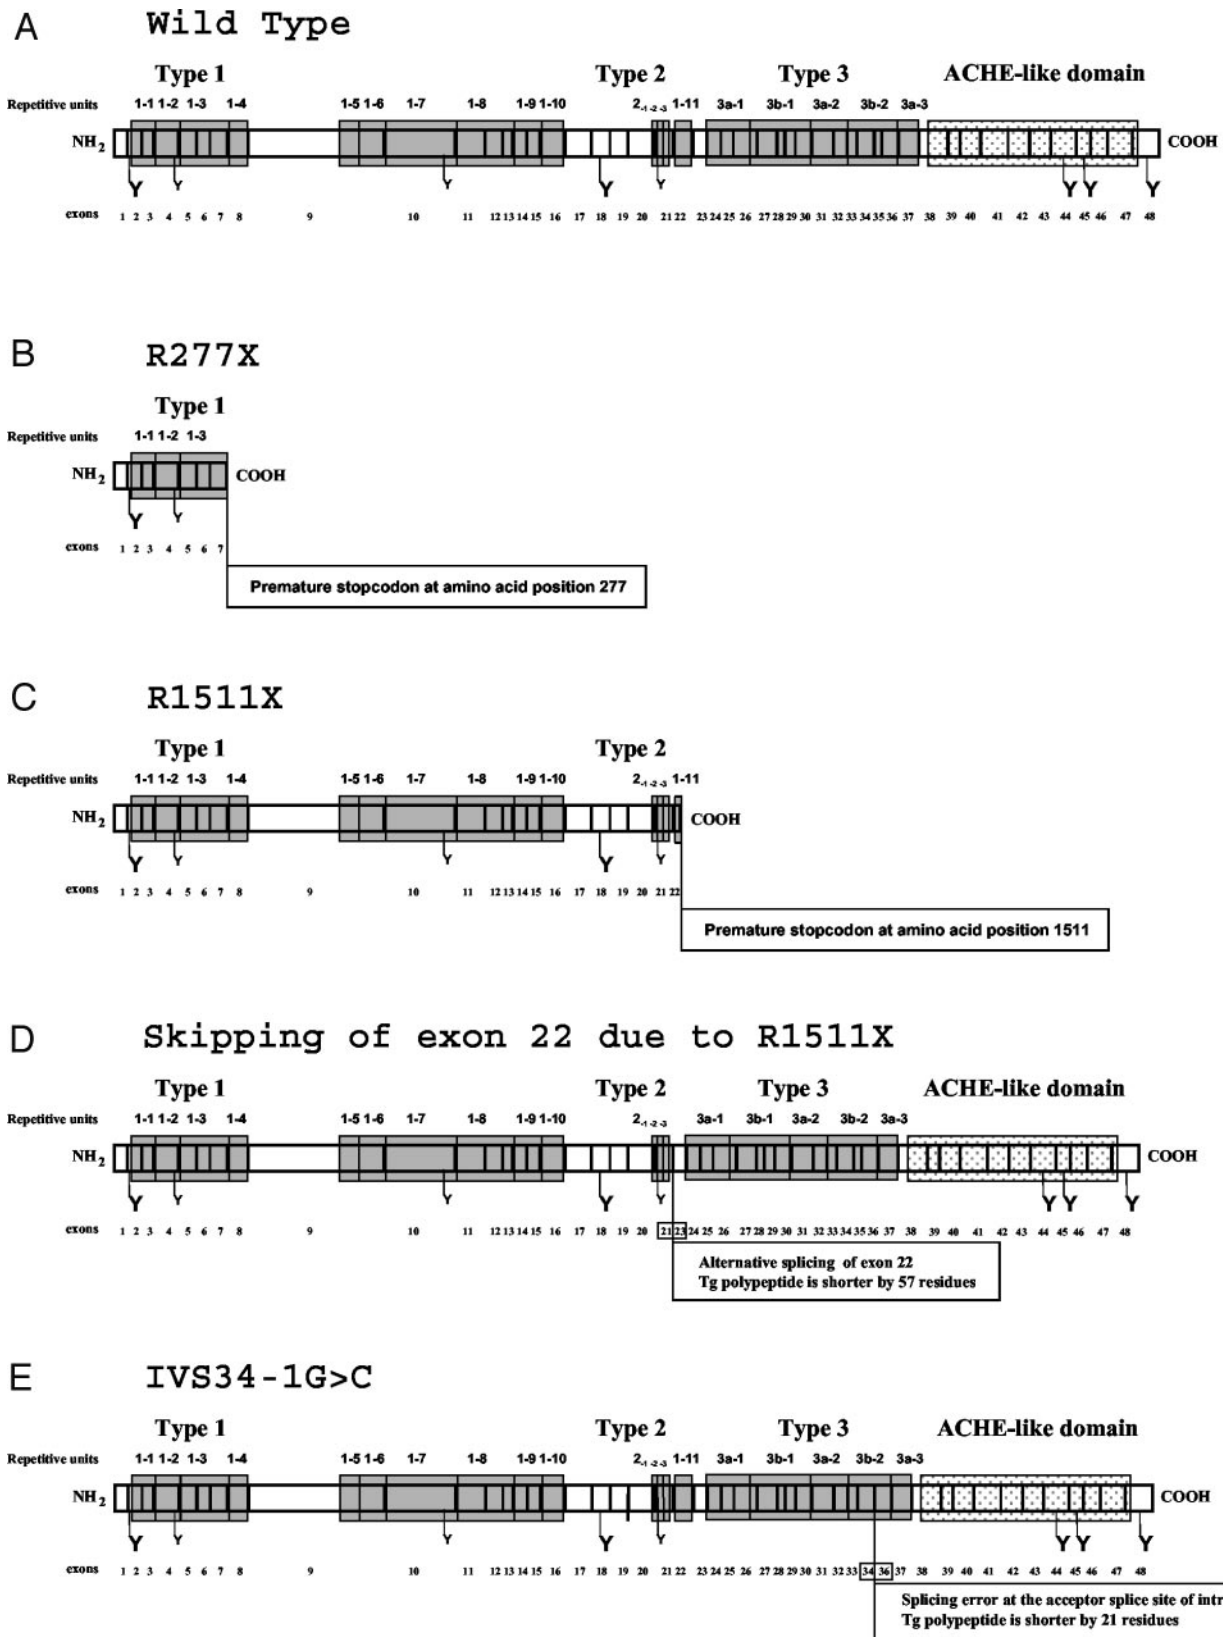 A Wild Type
Type 1 Type 2 Type 3 ACHE-like domain
Repetitive units 1-1 1-2 1-3 1-4 1-5 1-6 1-7 1-8 1-9 1-10 2-1 -2 -3 1-11 3a-1 3b-1 3a-2 3b-2 3a-3
NH2 COOH
Y Y Y Y Y Y Y Y
exons 1 2 3 4 5 6 7 8 9 10 11 12 13 14 15 16 17 18 19 20 21 22 23 24 25 26 27 28 29 30 31 32 33 34 35 36 37 38 39 40 41 42 43 44 45 46 47 48
B R277X
Type 1
Repetitive units 1-1 1-2 1-3
NH2 COOH
Y Y
exons 1 2 3 4 5 6 7
Premature stopcodon at amino acid position 277
C R1511X
Type 1 Type 2
Repetitive units 1-1 1-2 1-3 1-4 1-5 1-6 1-7 1-8 1-9 1-10 2-1 -2 -3 1-11
NH2 COOH
Y Y Y Y Y
exons 1 2 3 4 5 6 7 8 9 10 11 12 13 14 15 16 17 18 19 20 21 22
Premature stopcodon at amino acid position 1511
D Skipping of exon 22 due to R1511X
Type 1 Type 2 Type 3 ACHE-like domain
Repetitive units 1-1 1-2 1-3 1-4 1-5 1-6 1-7 1-8 1-9 1-10 2-1 -2 -3 3a-1 3b-1 3a-2 3b-2 3a-3
NH2 COOH
Y Y Y Y Y Y Y Y
exons 1 2 3 4 5 6 7 8 9 10 11 12 13 14 15 16 17 18 19 20 21 23 24 25 26 27 28 29 30 31 32 33 34 35 36 37 38 39 40 41 42 43 44 45 46 47 48
Alternative splicing of exon 22
Tg polypeptide is shorter by 57 residues
E IVS34-1G>C
Type 1 Type 2 Type 3 ACHE-like domain
Repetitive units 1-1 1-2 1-3 1-4 1-5 1-6 1-7 1-8 1-9 1-10 2-1 -2 -3 1-11 3a-1 3b-1 3a-2 3b-2 3a-3
NH2 COOH
Y Y Y Y Y Y Y Y
exons 1 2 3 4 5 6 7 8 9 10 11 12 13 14 15 16 17 18 19 20 21 22 23 24 25 26 27 28 29 30 31 32 33 34 36 37 38 39 40 41 42 43 44 45 46 47 48
Splicing error at the acceptor splice site of intr
Tg polypeptide is shorter by 21 residues